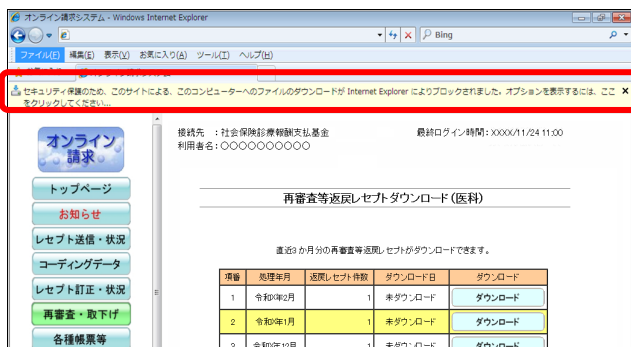 オンライン請求システム - Windows Internet Explorer
Bing
ファイル(F) 編集(E) 表示(V) お気に入り(A) ツール(T) ヘルプ(H)
セキュリティ保護のため、このサイトによる、このコンピューターへのファイルのダウンロードが Internet Explorer によりブロックされました。オプションを表示するには、ここ
をクリックしてください...
オンライン
請求
接続先 ：社会保険診療報酬支払基金 最終ログイン時間：XXXX/11/24 11:00
利用者名：〇〇〇〇〇〇〇〇〇〇
トップページ
お知らせ
レセプト送信・状況
コーディングデータ
レセプト訂正・状況
再審査・取下げ
各種帳票等
再審査等返戻レセプトダウンロード(医科)
直近3か月分の再審査等返戻レセプトがダウンロードできます。
項番 処理年月 返戻レセプト件数 ダウンロード日 ダウンロード
1 令和X年2月 1 未ダウンロード ダウンロード
2 令和X年1月 1 未ダウンロード ダウンロード
3 令和X年12月 1 未ダウンロード ダウンロード